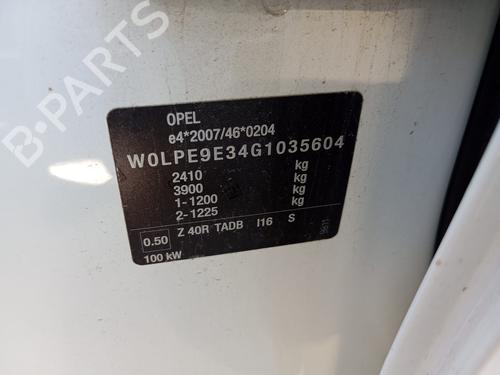 OPEL
e4*2007/46*0204
W0LPE9E34G1035604
2410 kg
3900 kg
1-1200 kg
2-1225 kg
0.50 Z 40R TADB I16 S
100 kW
B-PARTS